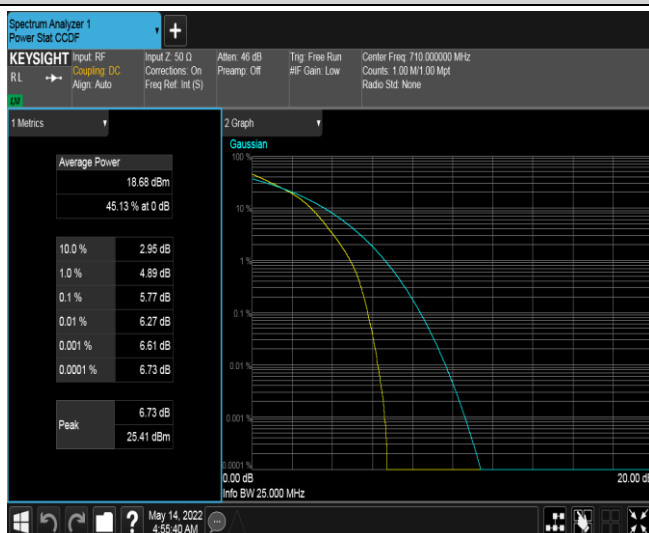 Spectrum Analyzer 1
Power Stat CCDF
KEYSIGHT
RL
Input: RF
Coupling: DC
Align: Auto
Input Z: 50 Ω
Corrections: On
Freq Ref: Int (S)
Atten: 46 dB
Preamp: Off
Trig: Free Run
#IF Gain: Low
Center Freq: 710.000000 MHz
Counts: 1.00 M/1.00 Mpt
Radio Std: None
1 Metrics
Average Power
18.68 dBm
45.13 % at 0 dB
10.0 % 2.95 dB
1.0 % 4.89 dB
0.1 % 5.77 dB
0.01 % 6.27 dB
0.001 % 6.61 dB
0.0001 % 6.73 dB
Peak
6.73 dB
25.41 dBm
2 Graph
Gaussian
100 %
10 %
1 %
0.1 %
0.01 %
0.001 %
0.0001 %
0.00 dB
20.00 d
Info BW 25.000 MHz
?
May 14, 2022
4:55:40 AM